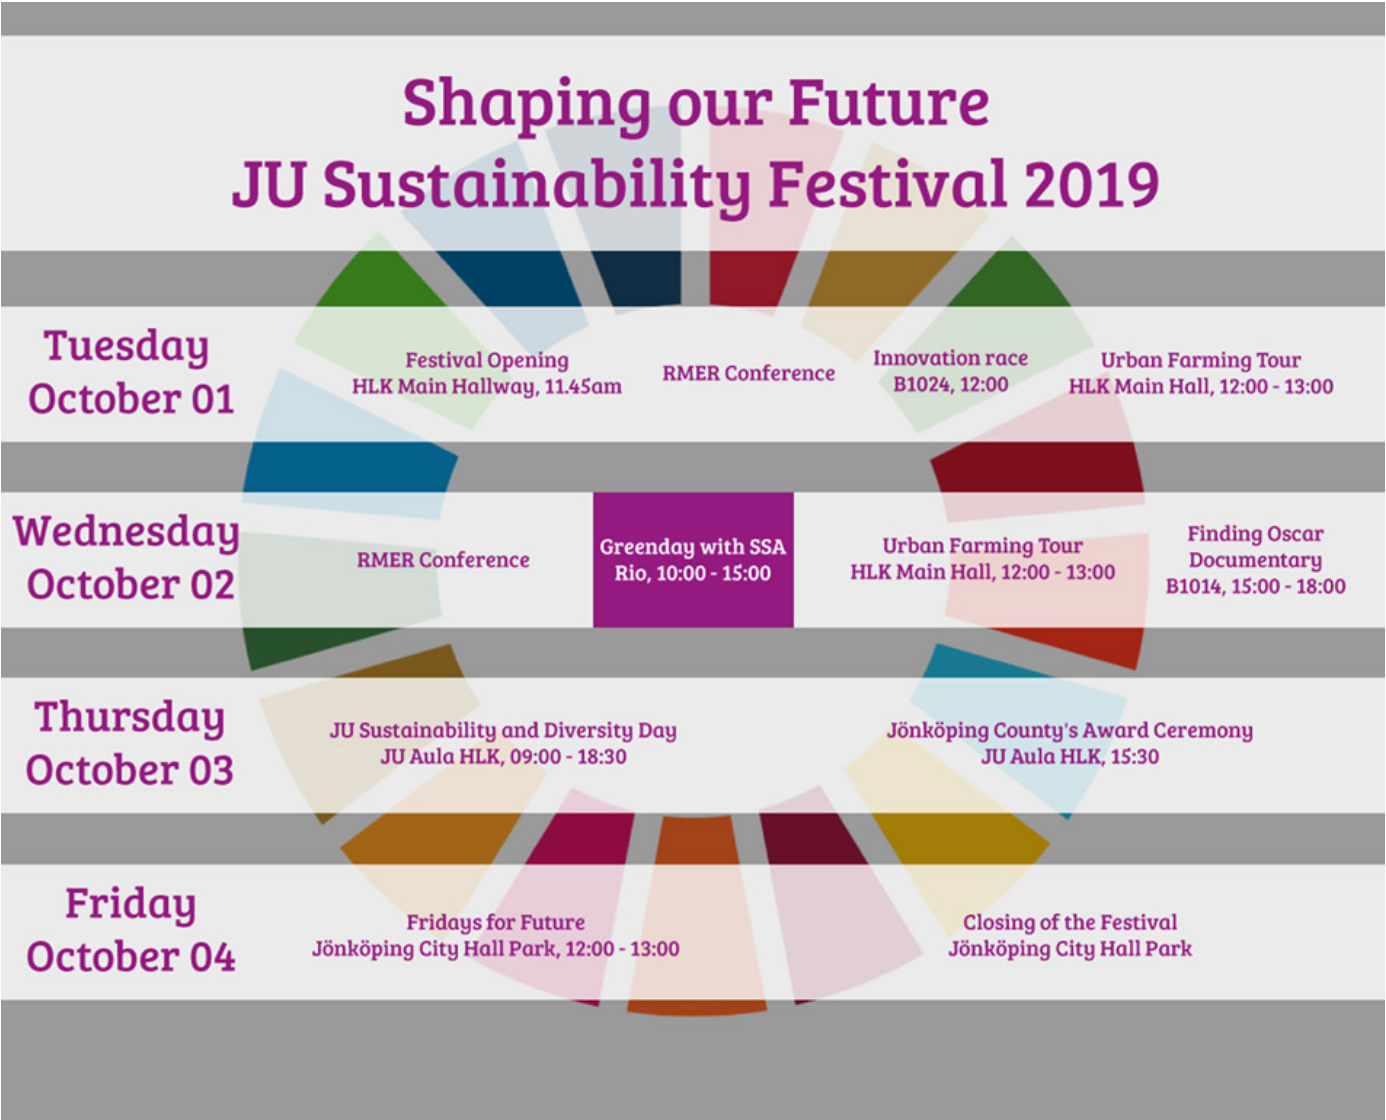 Shaping our Future
JU Sustainability Festival 2019
Tuesday
October 01
Festival Opening
HLK Main Hallway, 11.45am
RMER Conference
Innovation race
B1024, 12:00
Urban Farming Tour
HLK Main Hall, 12:00 - 13:00
Wednesday
October 02
RMER Conference
Greenday with SSA
Rio, 10:00 - 15:00
Urban Farming Tour
HLK Main Hall, 12:00 - 13:00
Finding Oscar
Documentary
B1014, 15:00 - 18:00
Thursday
October 03
JU Sustainability and Diversity Day
JU Aula HLK, 09:00 - 18:30
Jönköping County's Award Ceremony
JU Aula HLK, 15:30
Friday
October 04
Fridays for Future
Jönköping City Hall Park, 12:00 - 13:00
Closing of the Festival
Jönköping City Hall Park